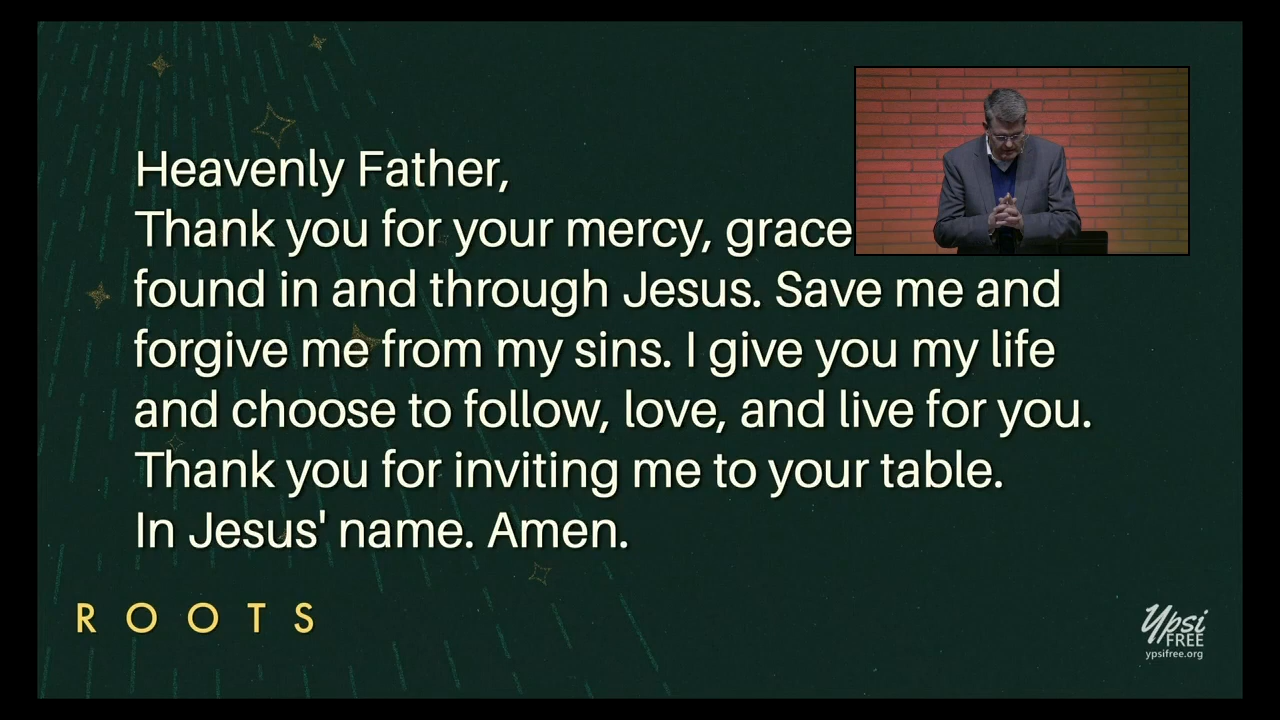 Heavenly Father,
Thank you for your mercy, grace
found in and through Jesus. Save me and
forgive me from my sins. I give you my life
and choose to follow, love, and live for you.
Thank you for inviting me to your table.
In Jesus' name. Amen.
ROOTS
Ypsi
FREE
ypsifree.org